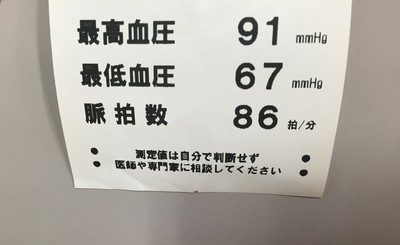 最高血圧 91 mmHg
最低血圧 67 mmHg
脈拍数 86 拍/分
● 測定値は自分で判断せず ●
● 医師や専門家に相談してください ●